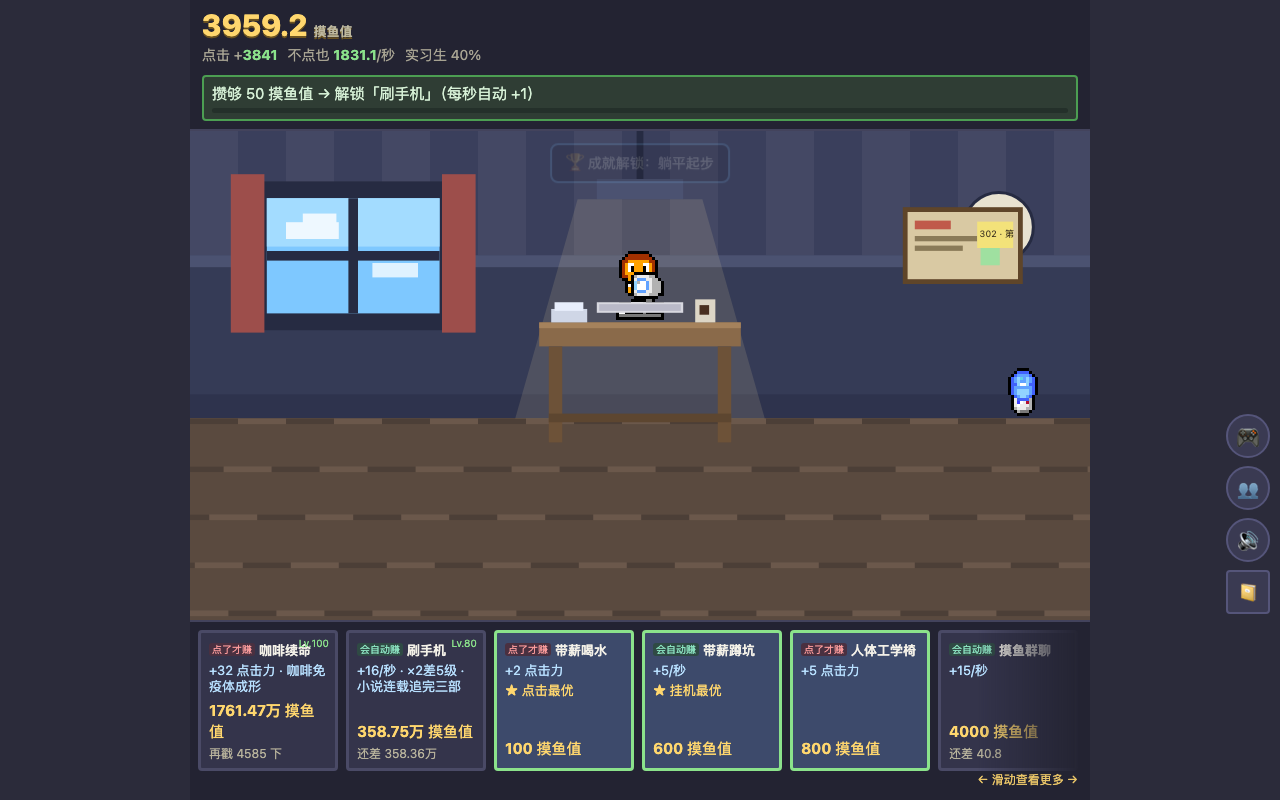 3959.2 摸鱼值
点击 +3841 不点也 1831.1/秒 实习生 40%
攒够 50 摸鱼值 → 解锁「刷手机」(每秒自动 +1)
🏆 成就解锁：躺平起步
302 · 第
点了才赚 咖啡续命 Lv.100
+32 点击力 · 咖啡免
疫体成形
1761.47万 摸鱼
值
再戳 4585 下
会自动赚 刷手机 Lv.80
+16/秒 · ×2差5级 ·
小说连载追完三部
358.75万 摸鱼值
还差 358.36万
点了才赚 带薪喝水
+2 点击力
★ 点击最优
100 摸鱼值
会自动赚 带薪蹲坑
+5/秒
★ 挂机最优
600 摸鱼值
点了才赚 人体工学椅
+5 点击力
800 摸鱼值
会自动赚 摸鱼群聊
+15/秒
4000 摸鱼值
还差 40.8
← 滑动查看更多 →